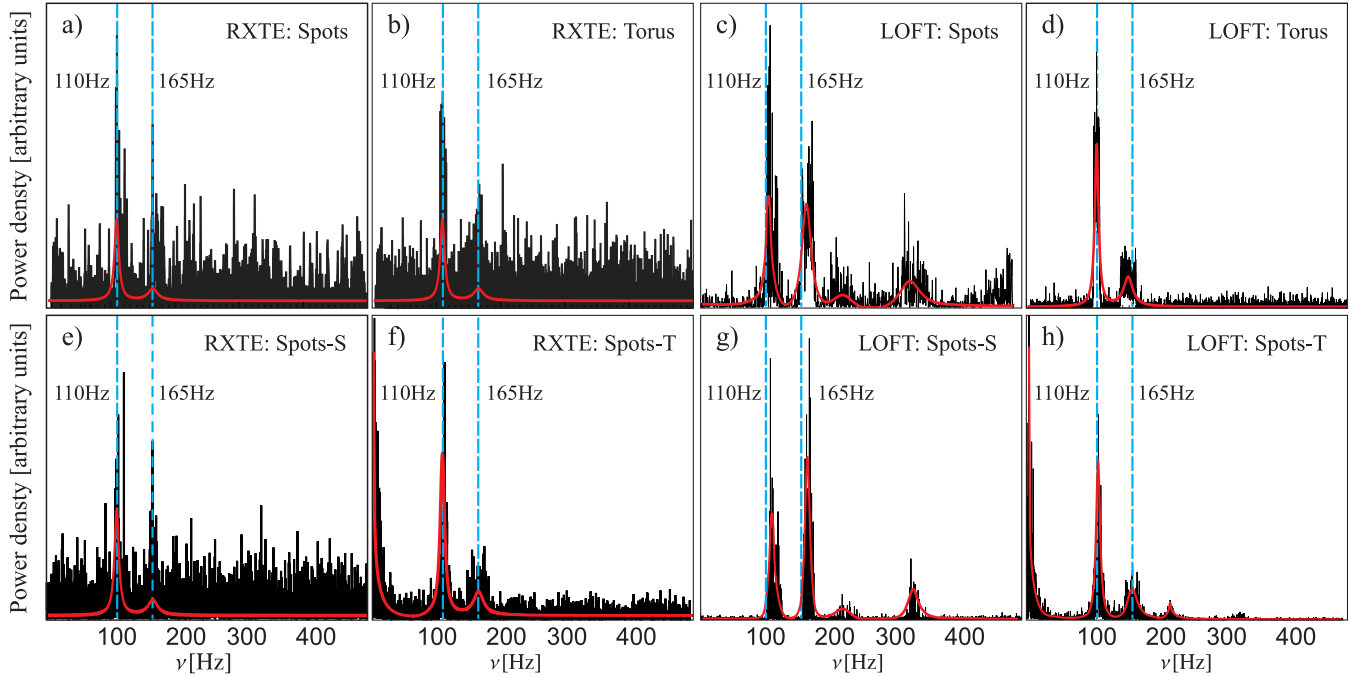 a) RXTE: Spots
110Hz 165Hz
b) RXTE: Torus
110Hz 165Hz
c) LOFT: Spots
110Hz 165Hz
d) LOFT: Torus
110Hz 165Hz
Power densty [arbitrary units]
e) RXTE: Spots-S
110Hz 165Hz
f) RXTE: Spots-T
110Hz 165Hz
g) LOFT: Spots-S
110Hz 165Hz
h) LOFT: Spots-T
110Hz 165Hz
Power densty [arbitrary units]
100 200 300 400
100 200 300 400
100 200 300 400
100 200 300 400
ν[Hz]
ν[Hz]
ν[Hz]
ν[Hz]